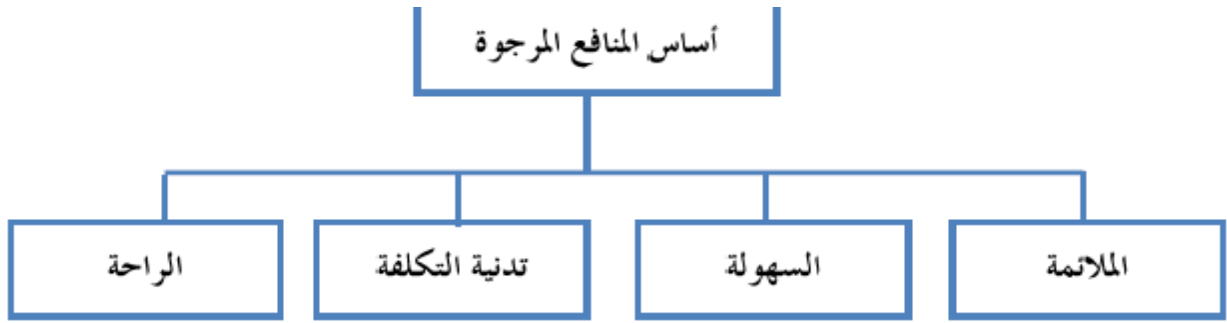 أساس المنافع المرجوة
الملائمة
السهولة
تدنية التكلفة
الراحة